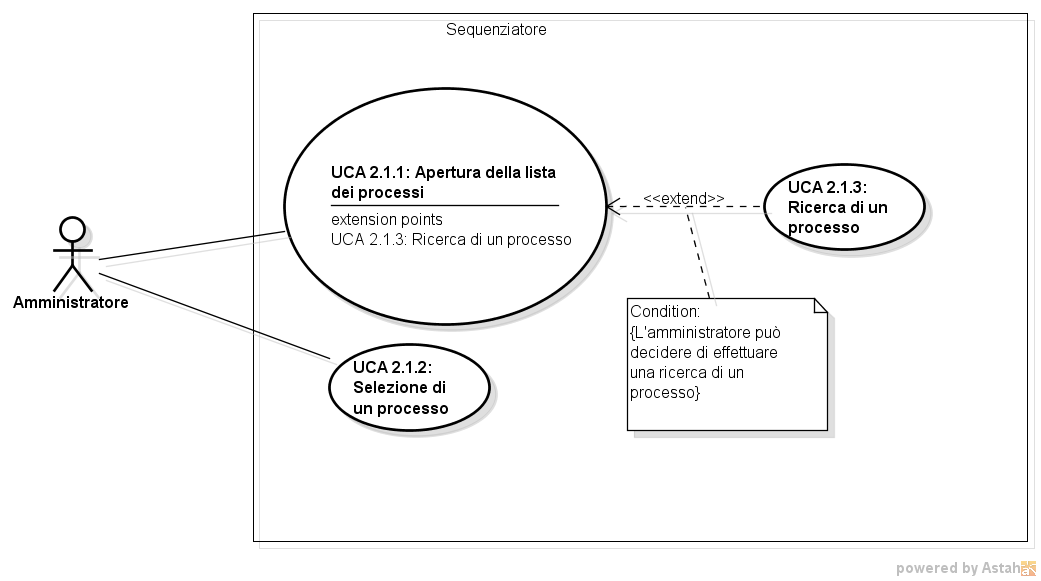 Sequenziatore
UCA 2.1.1: Apertura della lista
dei processi
extension points
UCA 2.1.3: Ricerca di un processo
<<extend>>
UCA 2.1.3:
Ricerca di un
processo
Amministratore
Condition:
{L'amministratore può
decidere di effettuare
una ricerca di un
processo}
UCA 2.1.2:
Selezione di
un processo
powered by Astah